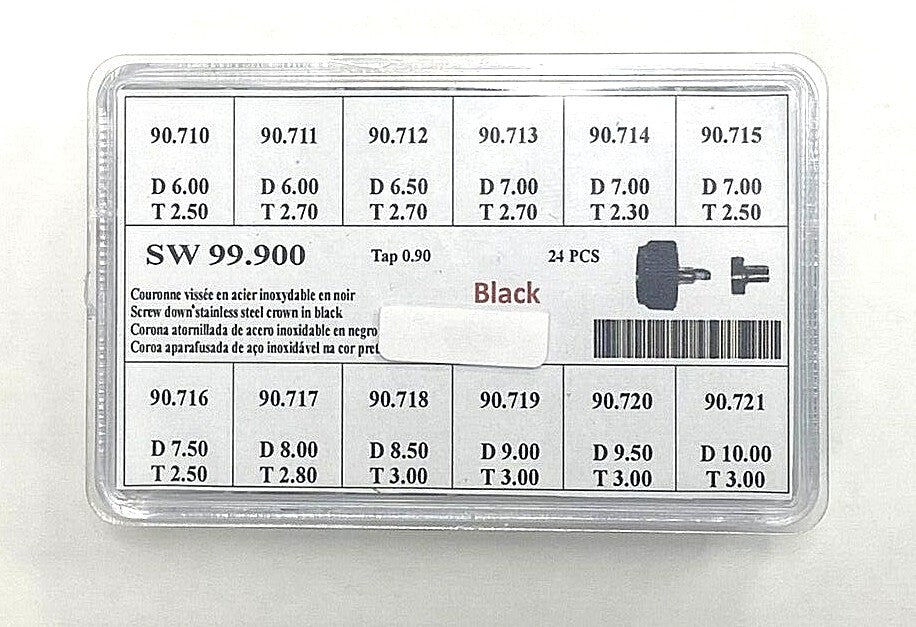 90.710 90.711 90.712 90.713 90.714 90.715
D 6.00 D 6.00 D 6.50 D 7.00 D 7.00 D 7.00
T 2.50 T 2.70 T 2.70 T 2.70 T 2.30 T 2.50
SW 99.900 Tap 0.90 24 PCS
Black
Couronne vissée en acier inoxydable en noir
Screw down stainless steel crown in black
Corona atornillada de acero inoxidable en negro
Coroa aparafusada de aço inoxidável na cor
90.716 90.717 90.718 90.719 90.720 90.721
D 7.50 D 8.00 D 8.50 D 9.00 D 9.50 D 10.00
T 2.50 T 2.80 T 3.00 T 3.00 T 3.00 T 3.00